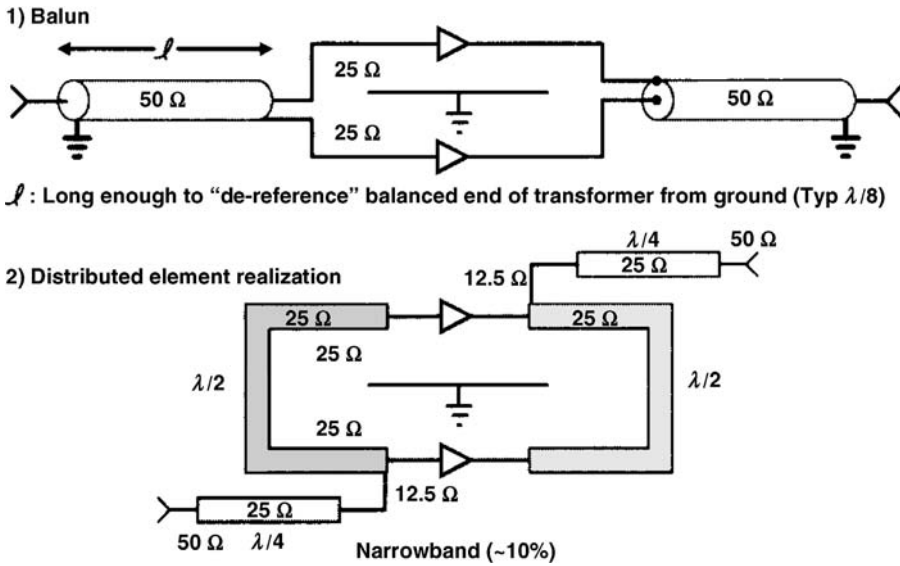 1) Balun
ℓ
50 Ω
25 Ω
25 Ω
50 Ω
ℓ : Long enough to “de-reference” balanced end of transformer from ground (Typ λ/8)
2) Distributed element realization
λ/4
50 Ω
25 Ω
12.5 Ω
25 Ω
25 Ω
25 Ω
λ/2
λ/2
25 Ω
12.5 Ω
25 Ω
50 Ω
λ/4
Narrowband (~10%)